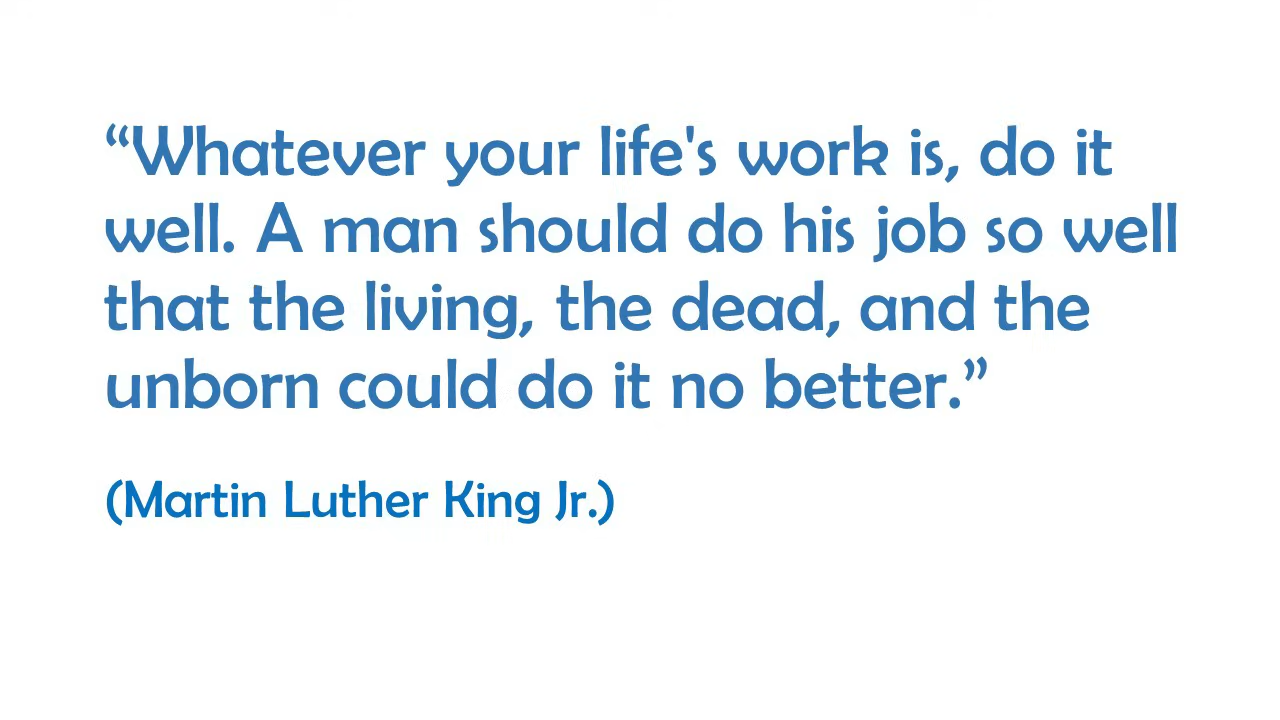 “Whatever your life's work is, do it
well. A man should do his job so well
that the living, the dead, and the
unborn could do it no better.”
(Martin Luther King Jr.)